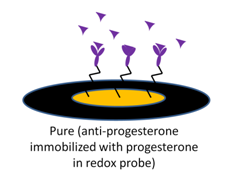 Pure (anti-progesterone
immobilized with progesterone
in redox probe)